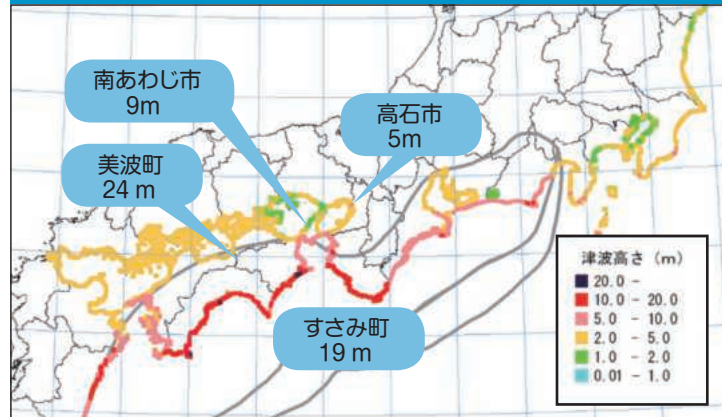 南あわじ市
9m
高石市
5m
美波町
24 m
すさみ町
19 m
津波高さ (m)
20.0 -
10.0 - 20.0
5.0 - 10.0
2.0 - 5.0
1.0 - 2.0
0.01 - 1.0